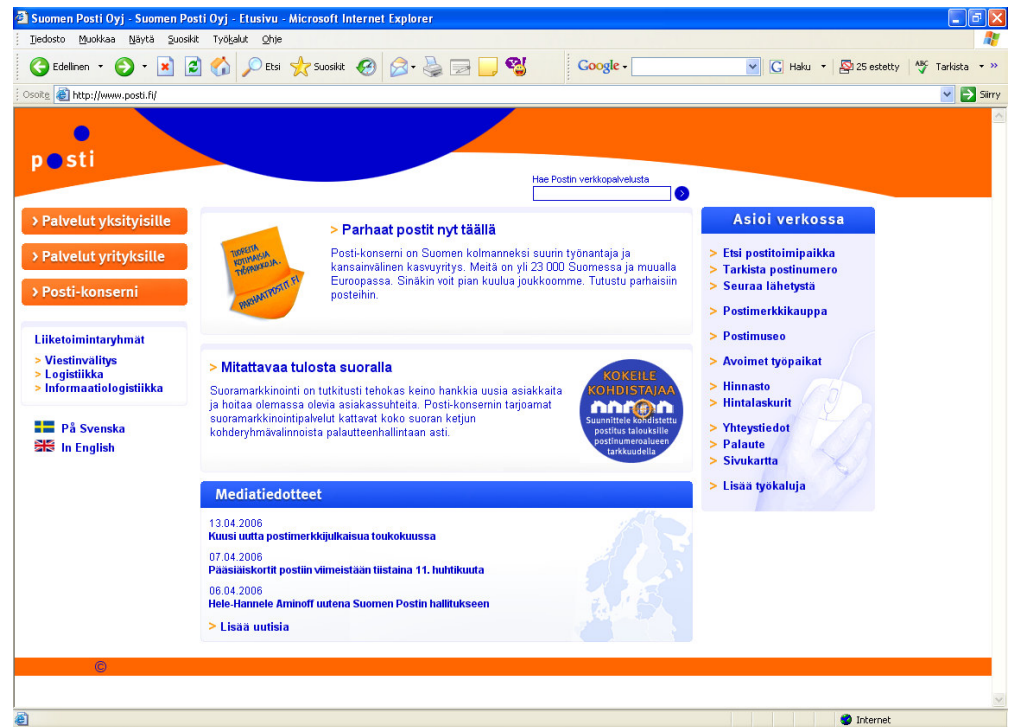 Suomen Posti Oyj - Suomen Posti Oyj - Etusivu - Microsoft Internet Explorer
Tiedosto Muokkaa Näytä Suosikit Työkalut Ohje
Edellinen Etsi Suosikit Google Haku 25 estetty ABC Tarkista »
Osoite http://www.posti.fi/ Siirry
posti
Hae Postin verkkopalvelusta
> Palvelut yksityisille
> Palvelut yrityksille
> Posti-konserni
Liiketoimintaryhmät
> Viestinvälitys
> Logistiikka
> Informaatiologistiikka
På Svenska
In English
TUOREITA
KOTIMAISIA
TYÖPAIKKOJA.
PARHAATPOSTIT.FI
> Parhaat postit nyt täällä
Posti-konserni on Suomen kolmanneksi suurin työnantaja ja
kansainvälinen kasvuyritys. Meitä on yli 23 000 Suomessa ja muualla
Euroopassa. Sinäkin voit pian kuulua joukkoomme. Tutustu parhaisiin
posteihin.
> Mitattavaa tulosta suoralla
Suoramarkkinointi on tutkitusti tehokas keino hankkia uusia asiakkaita
ja hoitaa olemassa olevia asiakassuhteita. Posti-konsernin tarjoamat
suoramarkkinointipalvelut kattavat koko suoran ketjun
kohderyhmävalinnoista palautteenhallintaan asti.
KOKEILE
KOHDISTAJAA
Suunnittele kohdistettu
postitus talouksille
postinumeroalueen
tarkkuudella
Mediatiedotteet
13.04.2006
Kuusi uutta postimerkkijulkaisua toukokuussa
07.04.2006
Pääsiäiskortit postiin viimeistään tiistaina 11. huhtikuuta
06.04.2006
Hele-Hannele Aminoff uutena Suomen Postin hallitukseen
> Lisää uutisia
Asioi verkossa
> Etsi postitoimipaikka
> Tarkista postinumero
> Seuraa lähetystä
> Postimerkkikauppa
> Postimuseo
> Avoimet työpaikat
> Hinnasto
> Hintalaskurit
> Yhteystiedot
> Palaute
> Sivukartta
> Lisää työkaluja
©
Internet